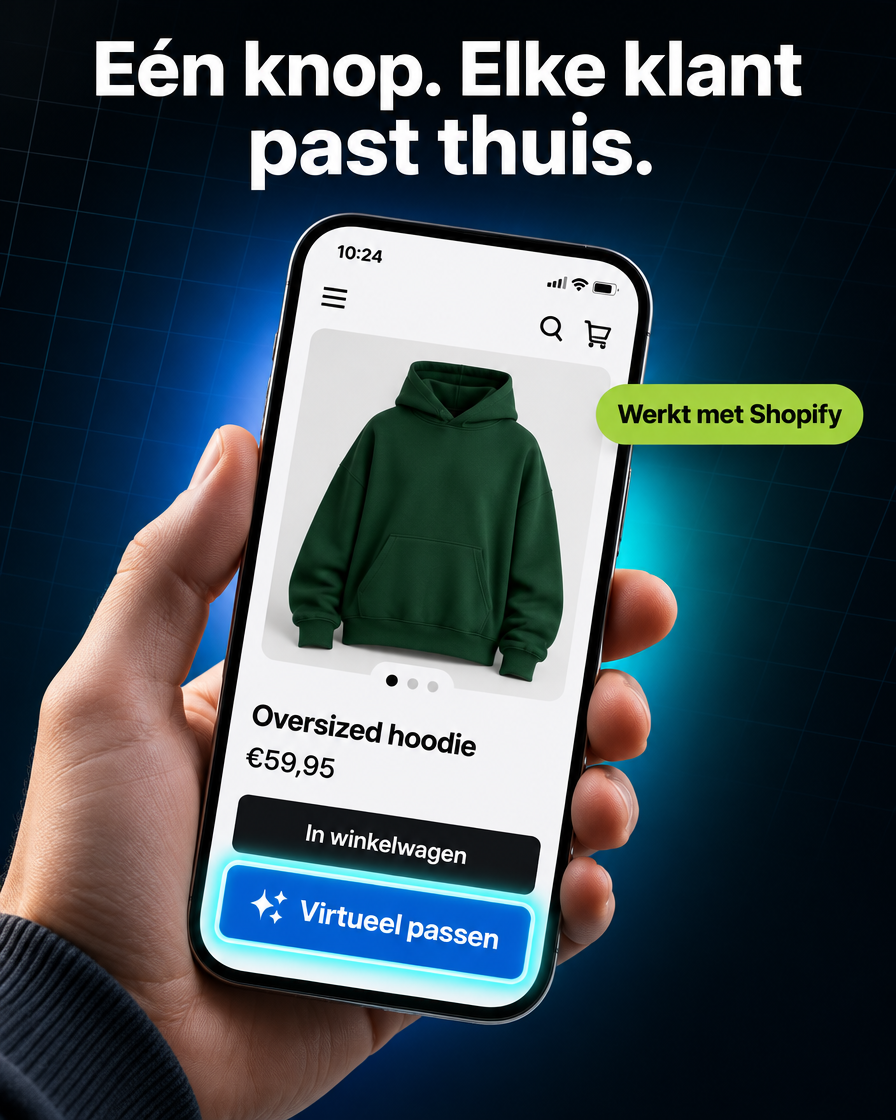 Eén knop. Elke klant
past thuis.
10:24
Werkt met Shopify
Oversized hoodie
€59,95
In winkelwagen
Virtueel passen